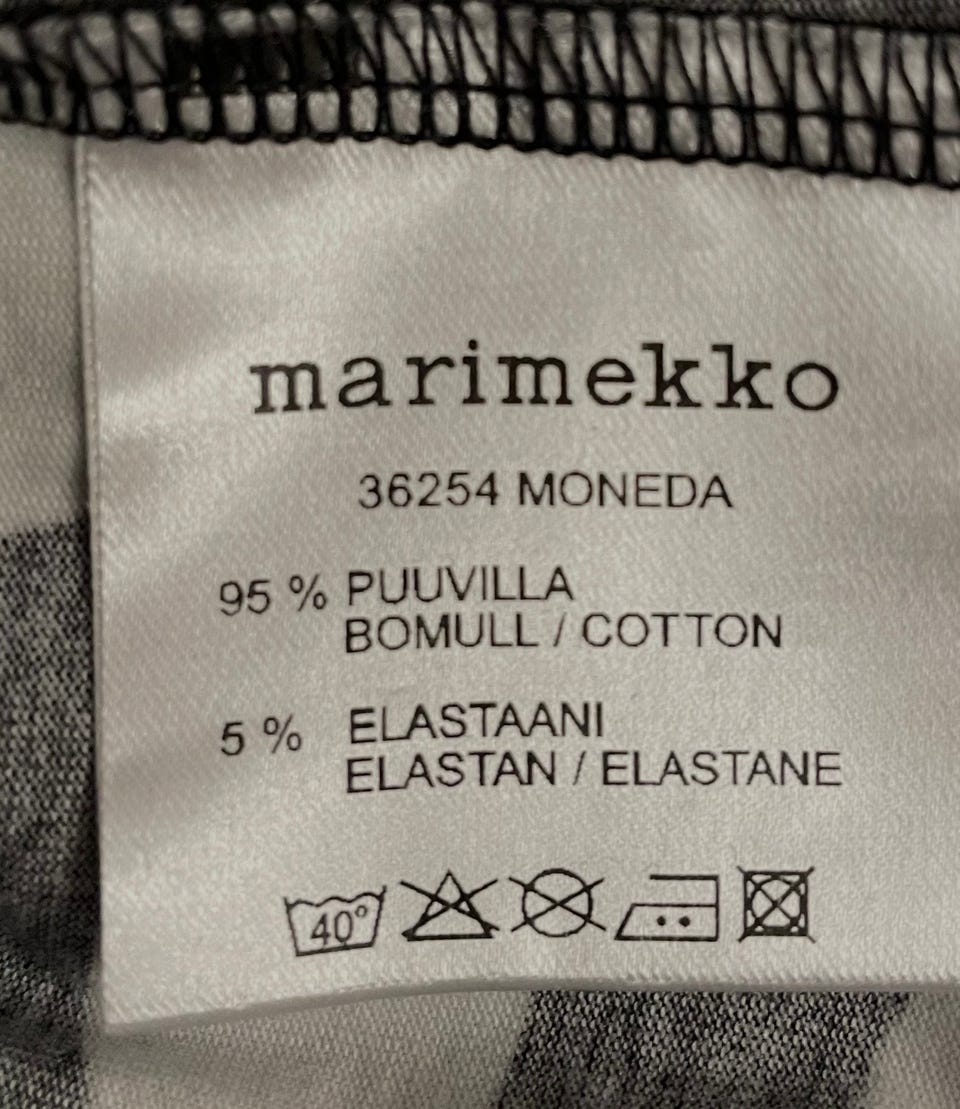 marimekko
36254 MONEDA
95 % PUUVILLA
BOMULL / COTTON
5 % ELASTAANI
ELASTAN / ELASTANE
40°